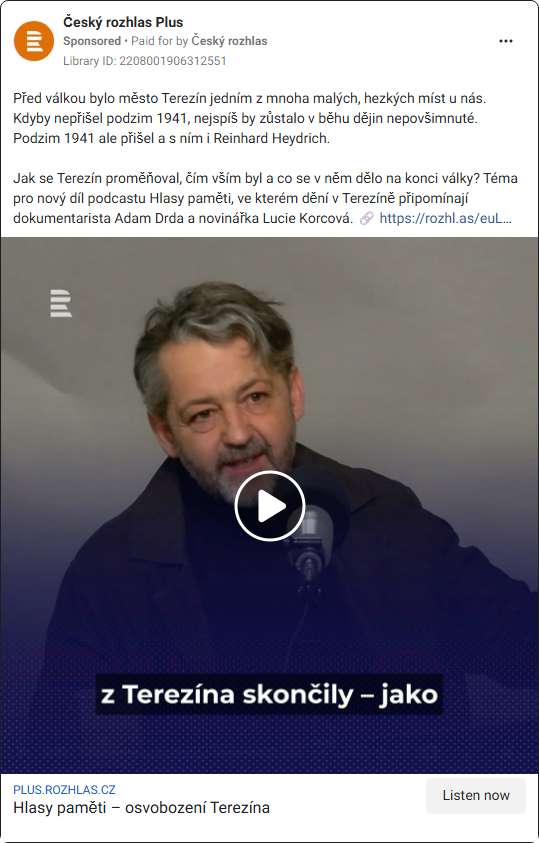 Český rozhlas Plus
Sponsored • Paid for by Český rozhlas
Library ID: 2208001906312551
Před válkou bylo město Terezín jedním z mnoha malých, hezkých míst u nás.
Kdyby nepřišel podzim 1941, nejspíš by zůstalo v běhu dějin nepovšimnuté.
Podzim 1941 ale přišel a s ním i Reinhard Heydrich.
Jak se Terezín proměňoval, čím vším byl a co se v něm dělo na konci války? Téma
pro nový díl podcastu Hlasy paměti, ve kterém dění v Terezíně připomínají
dokumentarista Adam Drda a novinářka Lucie Korcová. 🔗 https://rozhl.as/euL...
z Terezína skončily – jako
PLUS.ROZHLAS.CZ
Hlasy paměti – osvobození Terezína
Listen now